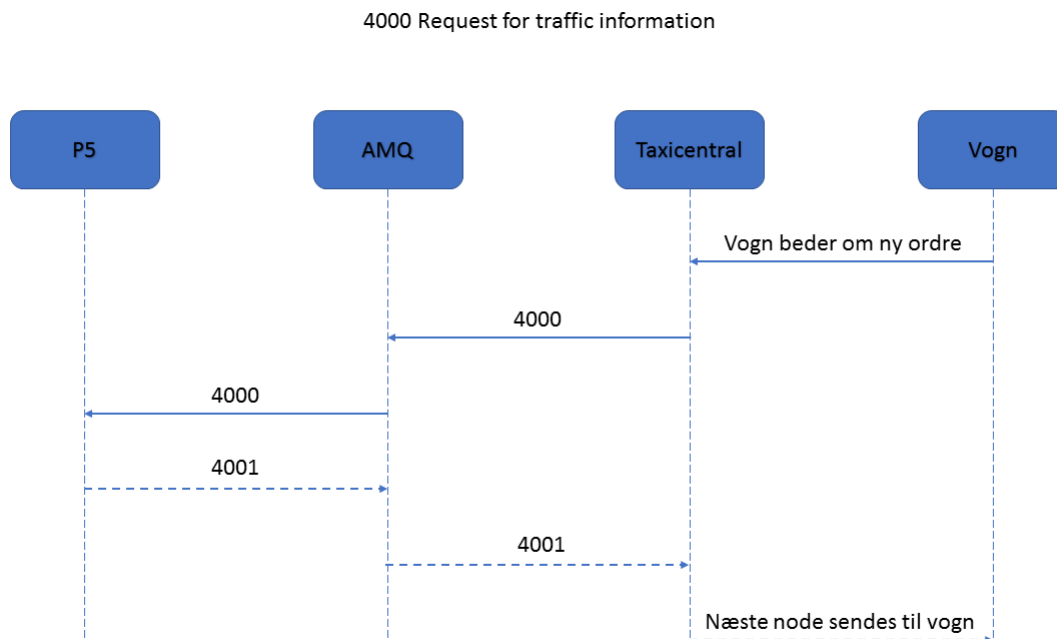 4000 Request for traffic information
P5
AMQ
Taxicentral
Vogn
Vogn beder om ny ordre
4000
4000
4001
4001
Næste node sendes til vogn